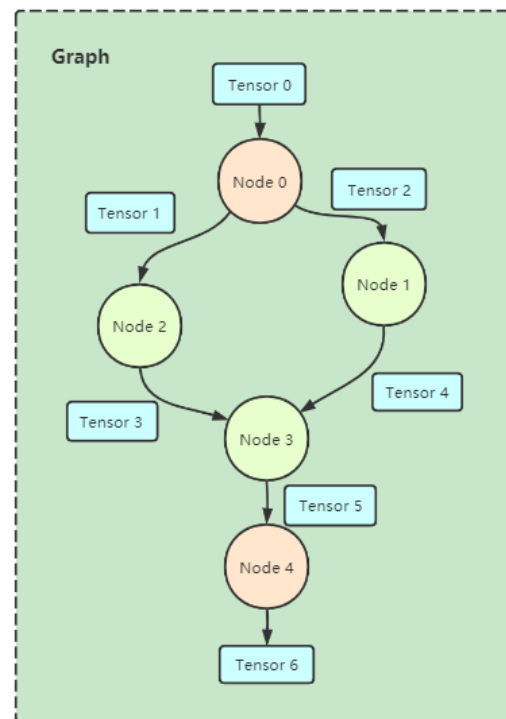 Graph
Tensor 0
Node 0
Tensor 1
Tensor 2
Node 1
Node 2
Tensor 3
Tensor 4
Node 3
Tensor 5
Node 4
Tensor 6